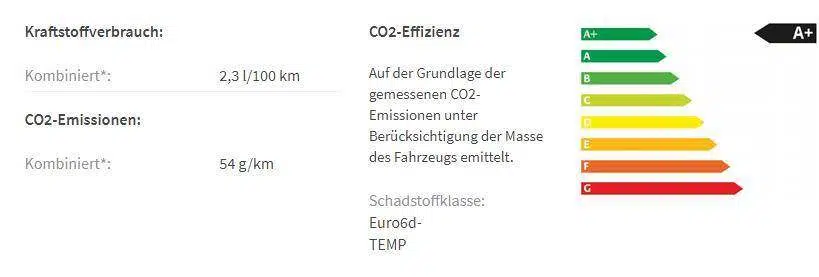 Kraftstoffverbrauch:
Kombiniert*: 2,3 l/100 km
CO2-Emissionen:
Kombiniert*: 54 g/km
CO2-Effizienz
Auf der Grundlage der
gemessenen CO2-
Emissionen unter
Berücksichtigung der Masse
des Fahrzeugs ermittelt.
Schadstoffklasse:
Euro6d-
TEMP
A+
A+
A
B
C
D
E
F
G